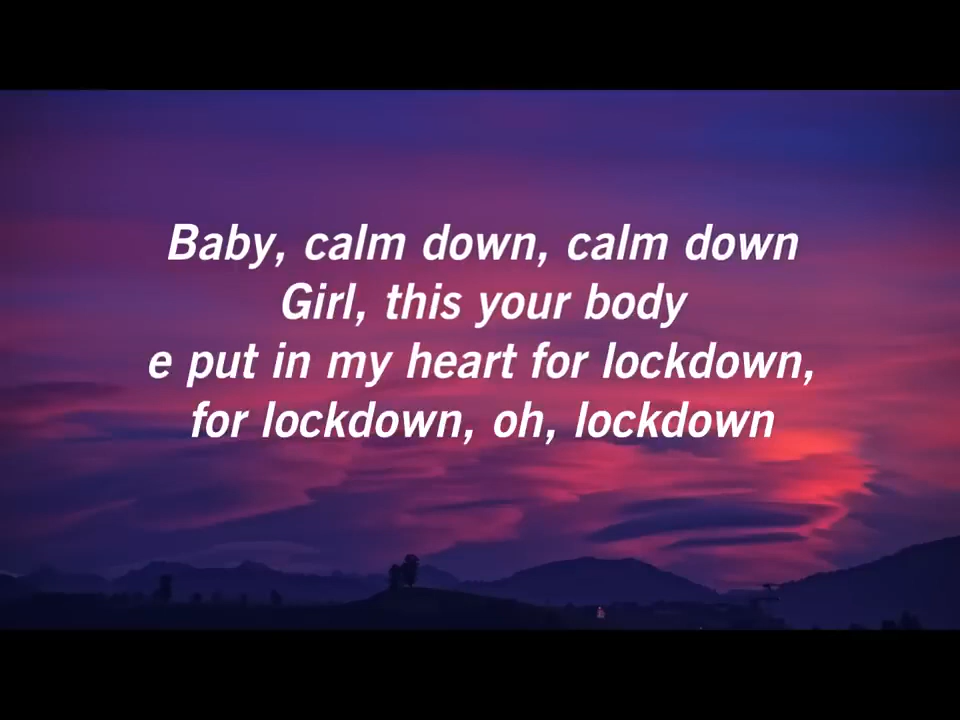 Baby, calm down, calm down
Girl, this your body
e put in my heart for lockdown,
for lockdown, oh, lockdown